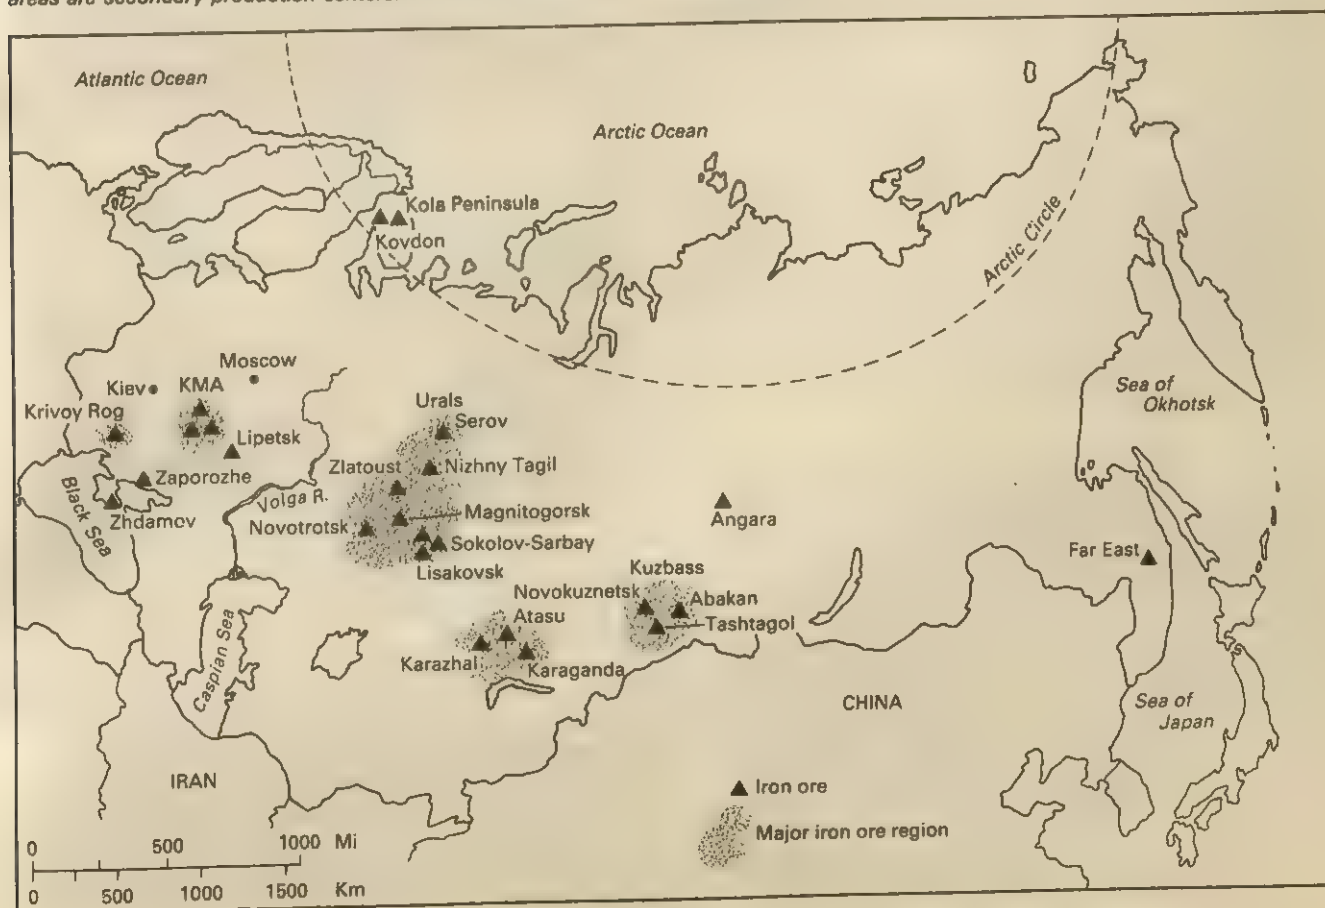 areas are secondary production centers.
Atlantic Ocean
Arctic Ocean
Kola Peninsula
Kovdon
Arctic Circle
Moscow
Kiev
KMA
Krivoy Rog
Lipetsk
Zaporozhe
Zhdamov
Black Sea
Volga R.
Caspian Sea
Urals
Serov
Zlatoust
Nizhny Tagil
Magnitogorsk
Novotrotsk
Sokolov-Sarbay
Lisakovsk
Angara
Sea of
Okhotsk
Far East
Kuzbass
Novokuznetsk
Abakan
Tashtagol
Atasu
Karazhal
Karaganda
CHINA
Sea of
Japan
IRAN
Iron ore
Major iron ore region
0 500 1000 Mi
0 500 1000 1500 Km